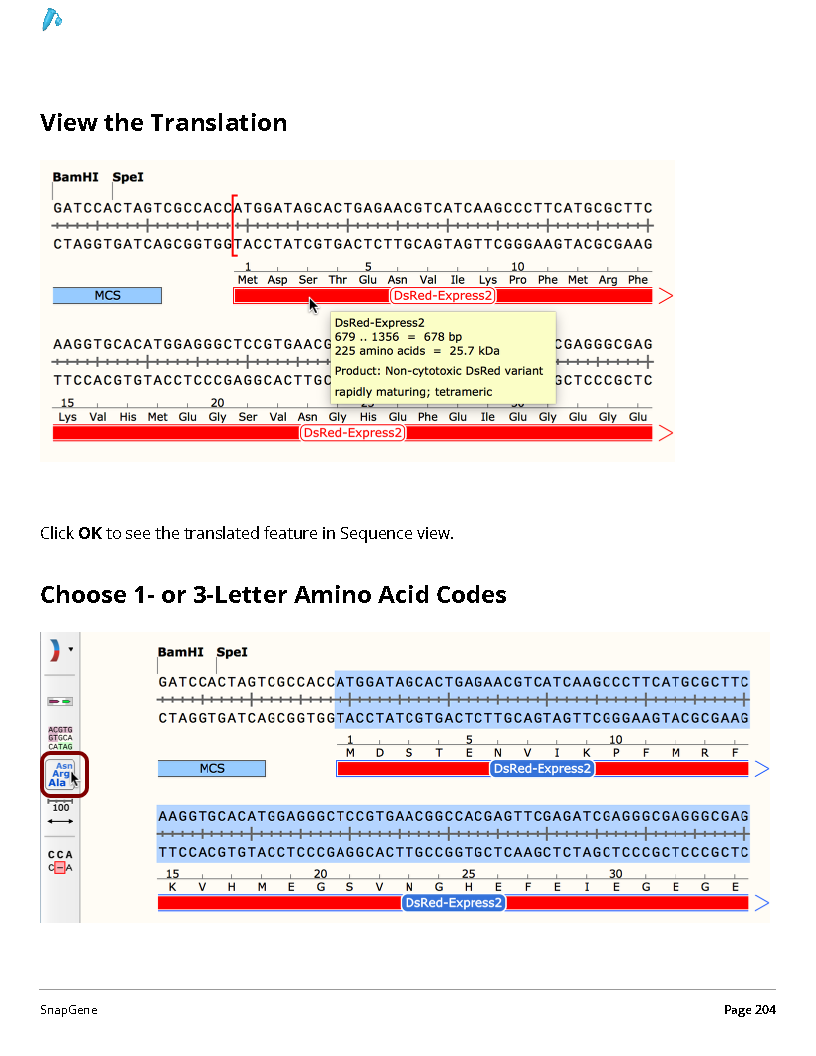 View the Translation
BamHI SpeI
GATCCACTAGTCGCCACCATGGATAGCACTGAGAACGTCATCAAGCCCTTCATGCGCTTC
CTAGGTGATCAGCGGTGGTACCTATCGTGACTCTTGCAGTAGTTCGGGAAGTACGCGAAG
1 5 10
Met Asp Ser Thr Glu Asn Val Ile Lys Pro Phe Met Arg Phe
MCS DsRed-Express2
DsRed-Express2
679 .. 1356 = 678 bp
225 amino acids = 25.7 kDa
Product: Non-cytotoxic DsRed variant
rapidly maturing; tetrameric
AAGGTGCACATGGAGGGCTCCGTGAACG CGAGGGCGAG
TTCCACGTGTACCTCCCGAGGCACTTGC GCTCCCGCTC
15 20
Lys Val His Met Glu Gly Ser Val Asn Gly His Glu Phe Glu Ile Glu Gly Glu Gly Glu
DsRed-Express2
Click OK to see the translated feature in Sequence view.
Choose 1- or 3-Letter Amino Acid Codes
ACGTG
GTGCA
CATAG
Asn
Arg
Ala
100
CCA
C–A
BamHI SpeI
GATCCACTAGTCGCCACCATGGATAGCACTGAGAACGTCATCAAGCCCTTCATGCGCTTC
CTAGGTGATCAGCGGTGGTACCTATCGTGACTCTTGCAGTAGTTCGGGAAGTACGCGAAG
1 5 10
M D S T E N V I K P F M R F
MCS DsRed-Express2
AAGGTGCACATGGAGGGCTCCGTGAACGGCCACGAGTTCGAGATCGAGGGCGAGGGCGAG
TTCCACGTGTACCTCCCGAGGCACTTGCCGGTGCTCAAGCTCTAGCTCCCGCTCCCGCTC
15 20 25 30
K V H M E G S V N G H E F E I E G E G E
DsRed-Express2
SnapGene Page 204